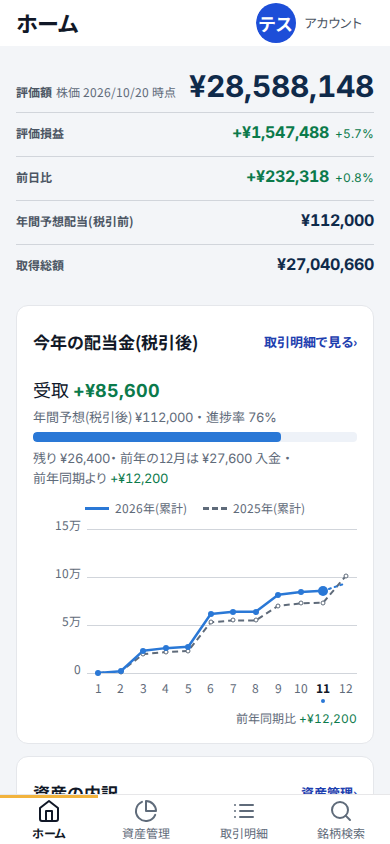 ホーム
テス アカウント
評価額 株価 2026/10/20 時点 ¥28,588,148
評価損益 +¥1,547,488 +5.7%
前日比 +¥232,318 +0.8%
年間予想配当(税引前) ¥112,000
取得総額 ¥27,040,660
今年の配当金(税引後) 取引明細で見る›
受取 +¥85,600
年間予想(税引後) ¥112,000・進捗率 76%
残り ¥26,400・前年の12月は ¥27,600 入金・
前年同期より +¥12,200
2026年(累計) 2025年(累計)
15万
10万
5万
0
1 2 3 4 5 6 7 8 9 10 11 12
前年同期比 +¥12,200
資産の内訳 資産管理›
ホーム 資産管理 取引明細 銘柄検索